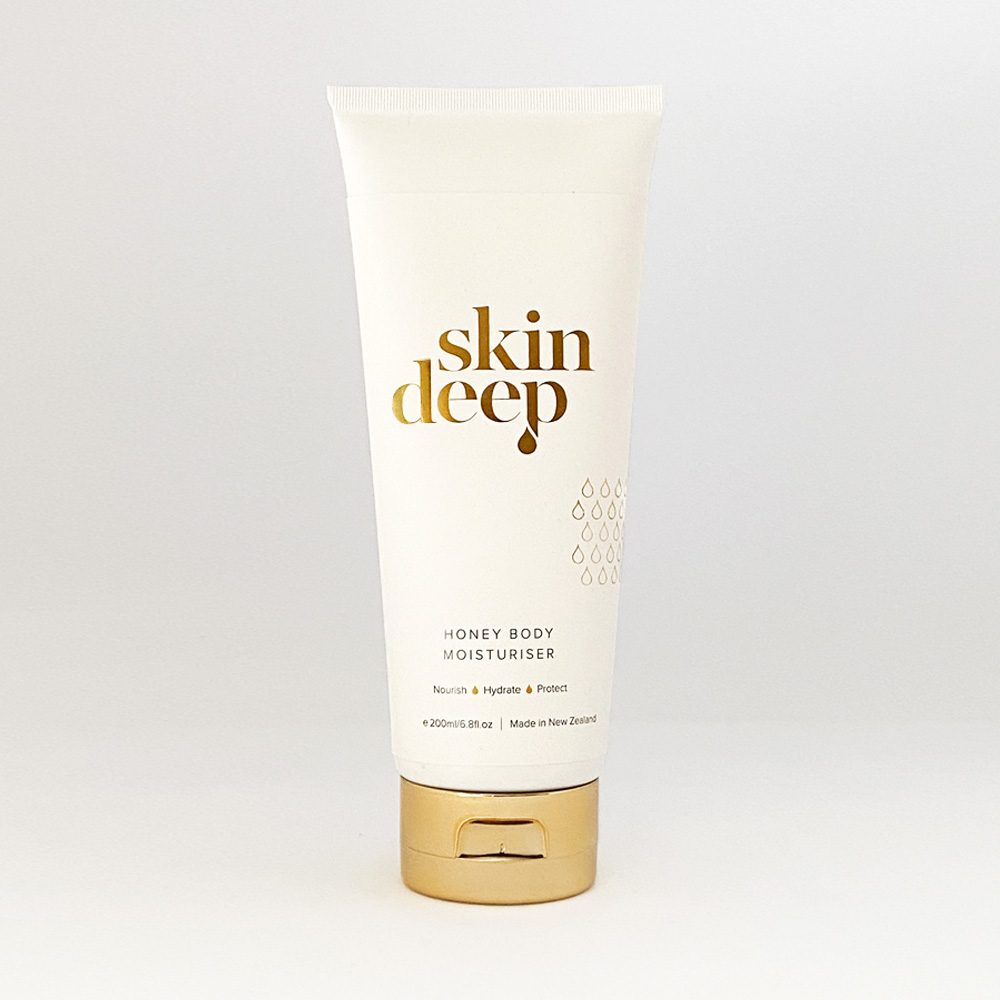 skin
deep
HONEY BODY
MOISTURISER
Nourish Hydrate Protect
e 200ml/6.8fl.oz | Made in New Zealand